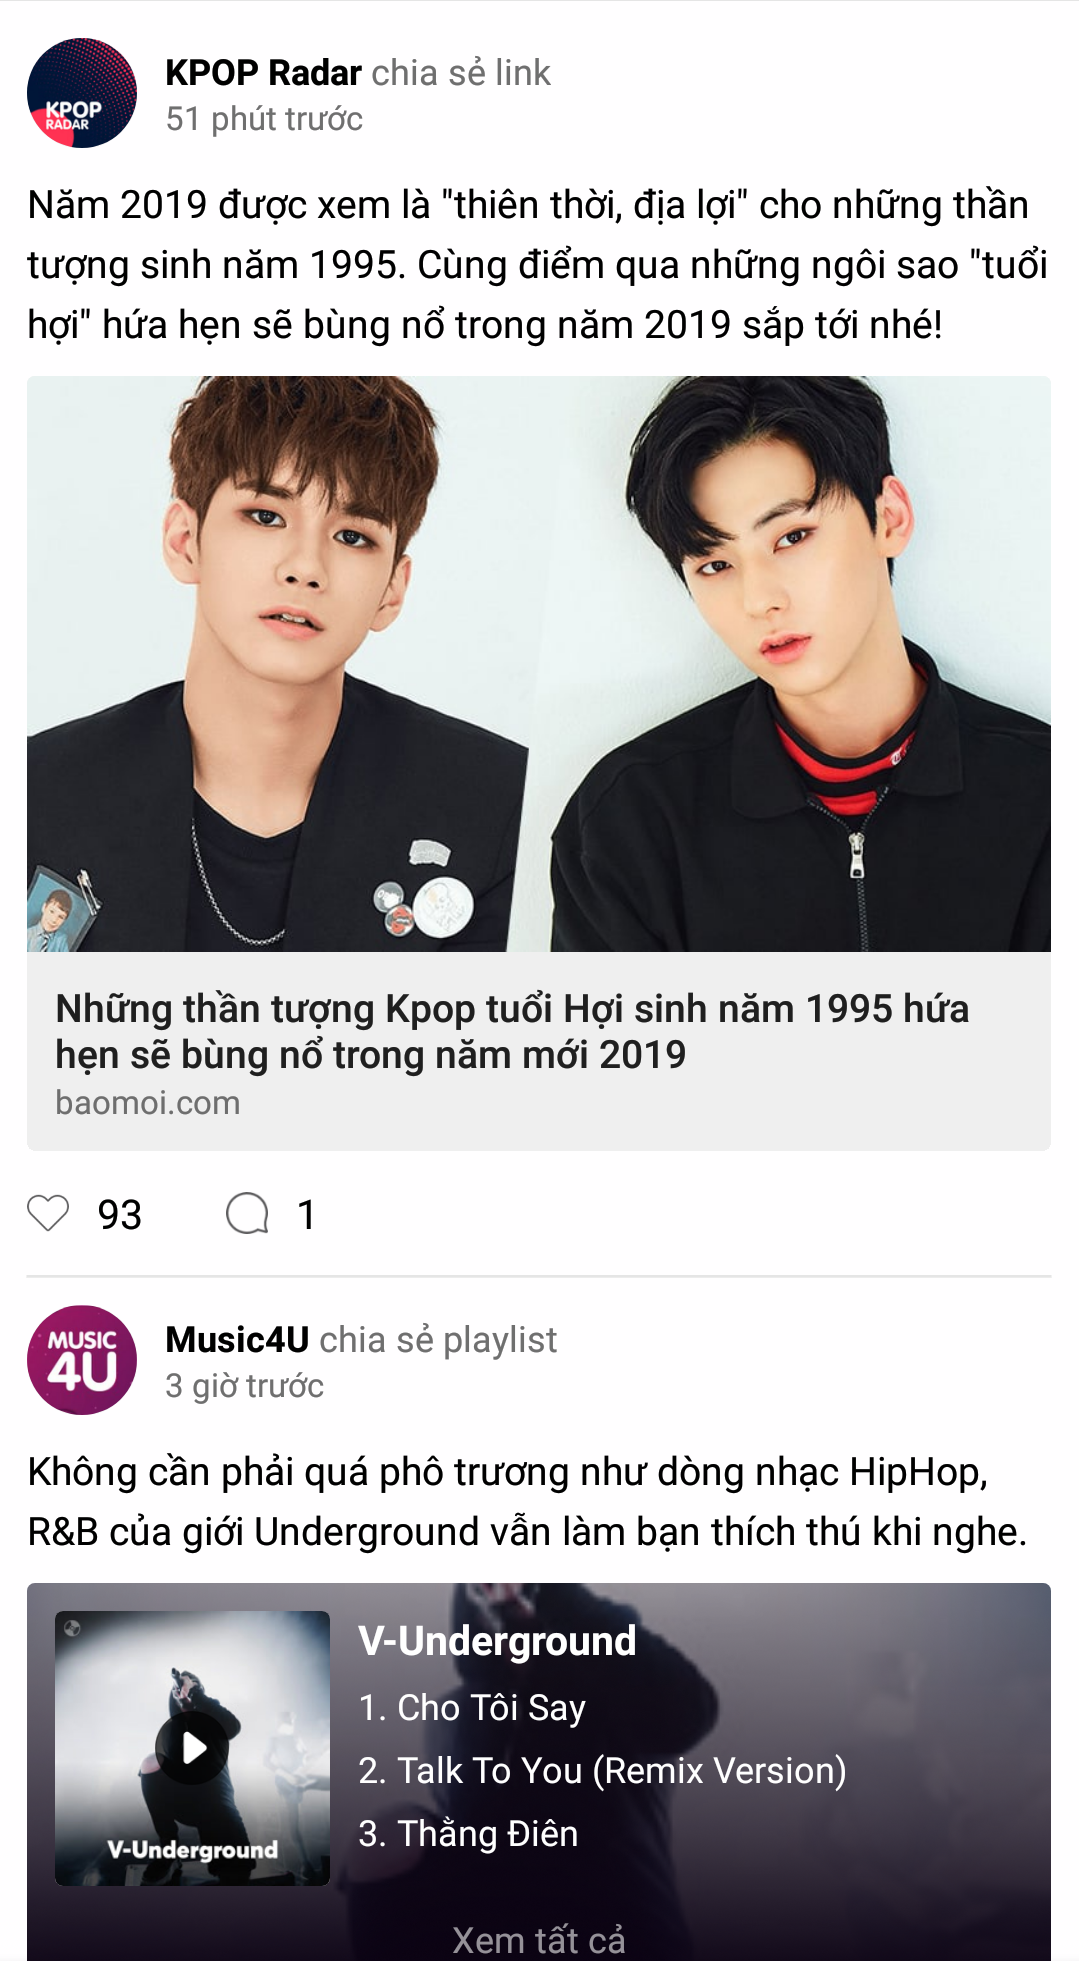 KPOP
RADAR
KPOP Radar chia sẻ link
51 phút trước
Năm 2019 được xem là "thiên thời, địa lợi" cho những thần
tượng sinh năm 1995. Cùng điểm qua những ngôi sao "tuổi
hợi" hứa hẹn sẽ bùng nổ trong năm 2019 sắp tới nhé!
Những thần tượng Kpop tuổi Hợi sinh năm 1995 hứa
hẹn sẽ bùng nổ trong năm mới 2019
baomoi.com
93
1
MUSIC
4U
Music4U chia sẻ playlist
3 giờ trước
Không cần phải quá phô trương như dòng nhạc HipHop,
R&B của giới Underground vẫn làm bạn thích thú khi nghe.
V-Underground
V-Underground
1. Cho Tôi Say
2. Talk To You (Remix Version)
3. Thằng Điên
Xem tất cả